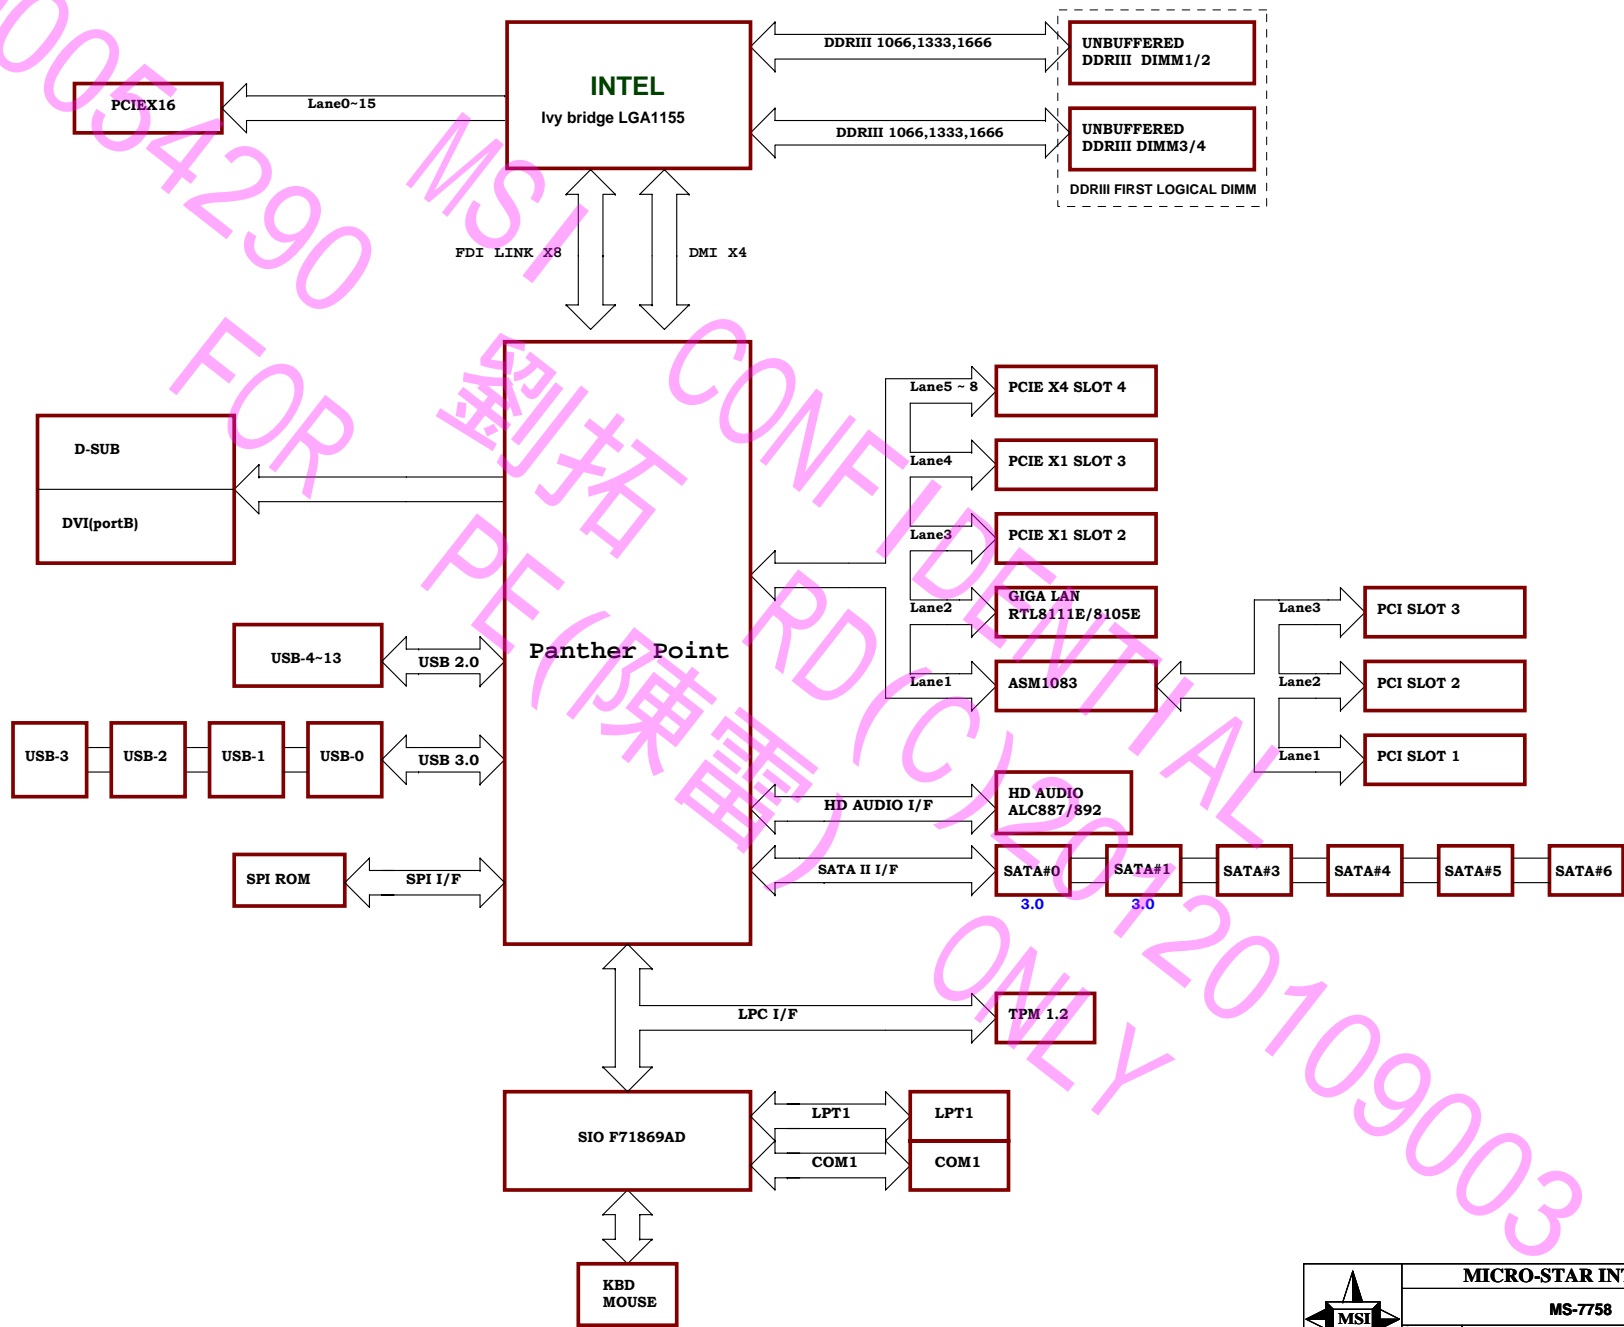 INTEL
Ivy bridge LGA1155
DDRIII 1066,1333,1666
UNBUFFERED
DDRIII DIMM1/2
DDRIII 1066,1333,1666
UNBUFFERED
DDRIII DIMM3/4
DDRIII FIRST LOGICAL DIMM
PCIEX16
Lane0~15
FDI LINK X8
DMI X4
D-SUB
DVI(portB)
Panther Point
Lane5 ~ 8
PCIE X4 SLOT 4
Lane4
PCIE X1 SLOT 3
Lane3
PCIE X1 SLOT 2
Lane2
GIGA LAN
RTL8111E/8105E
Lane1
ASM1083
Lane3
PCI SLOT 3
Lane2
PCI SLOT 2
Lane1
PCI SLOT 1
USB-4~13
USB 2.0
USB-3
USB-2
USB-1
USB-0
USB 3.0
HD AUDIO I/F
HD AUDIO
ALC887/892
SPI ROM
SPI I/F
SATA II I/F
SATA#0
SATA#1
SATA#3
SATA#4
SATA#5
SATA#6
3.0
3.0
LPC I/F
TPM 1.2
SIO F71869AD
LPT1
LPT1
COM1
COM1
KBD
MOUSE
MICRO-STAR INT
MSI
MS-7758
MSI CONFIDENTIAL
0054290
FOR 劉拓 RD(C)20120109003
PE(陳雷) ONLY